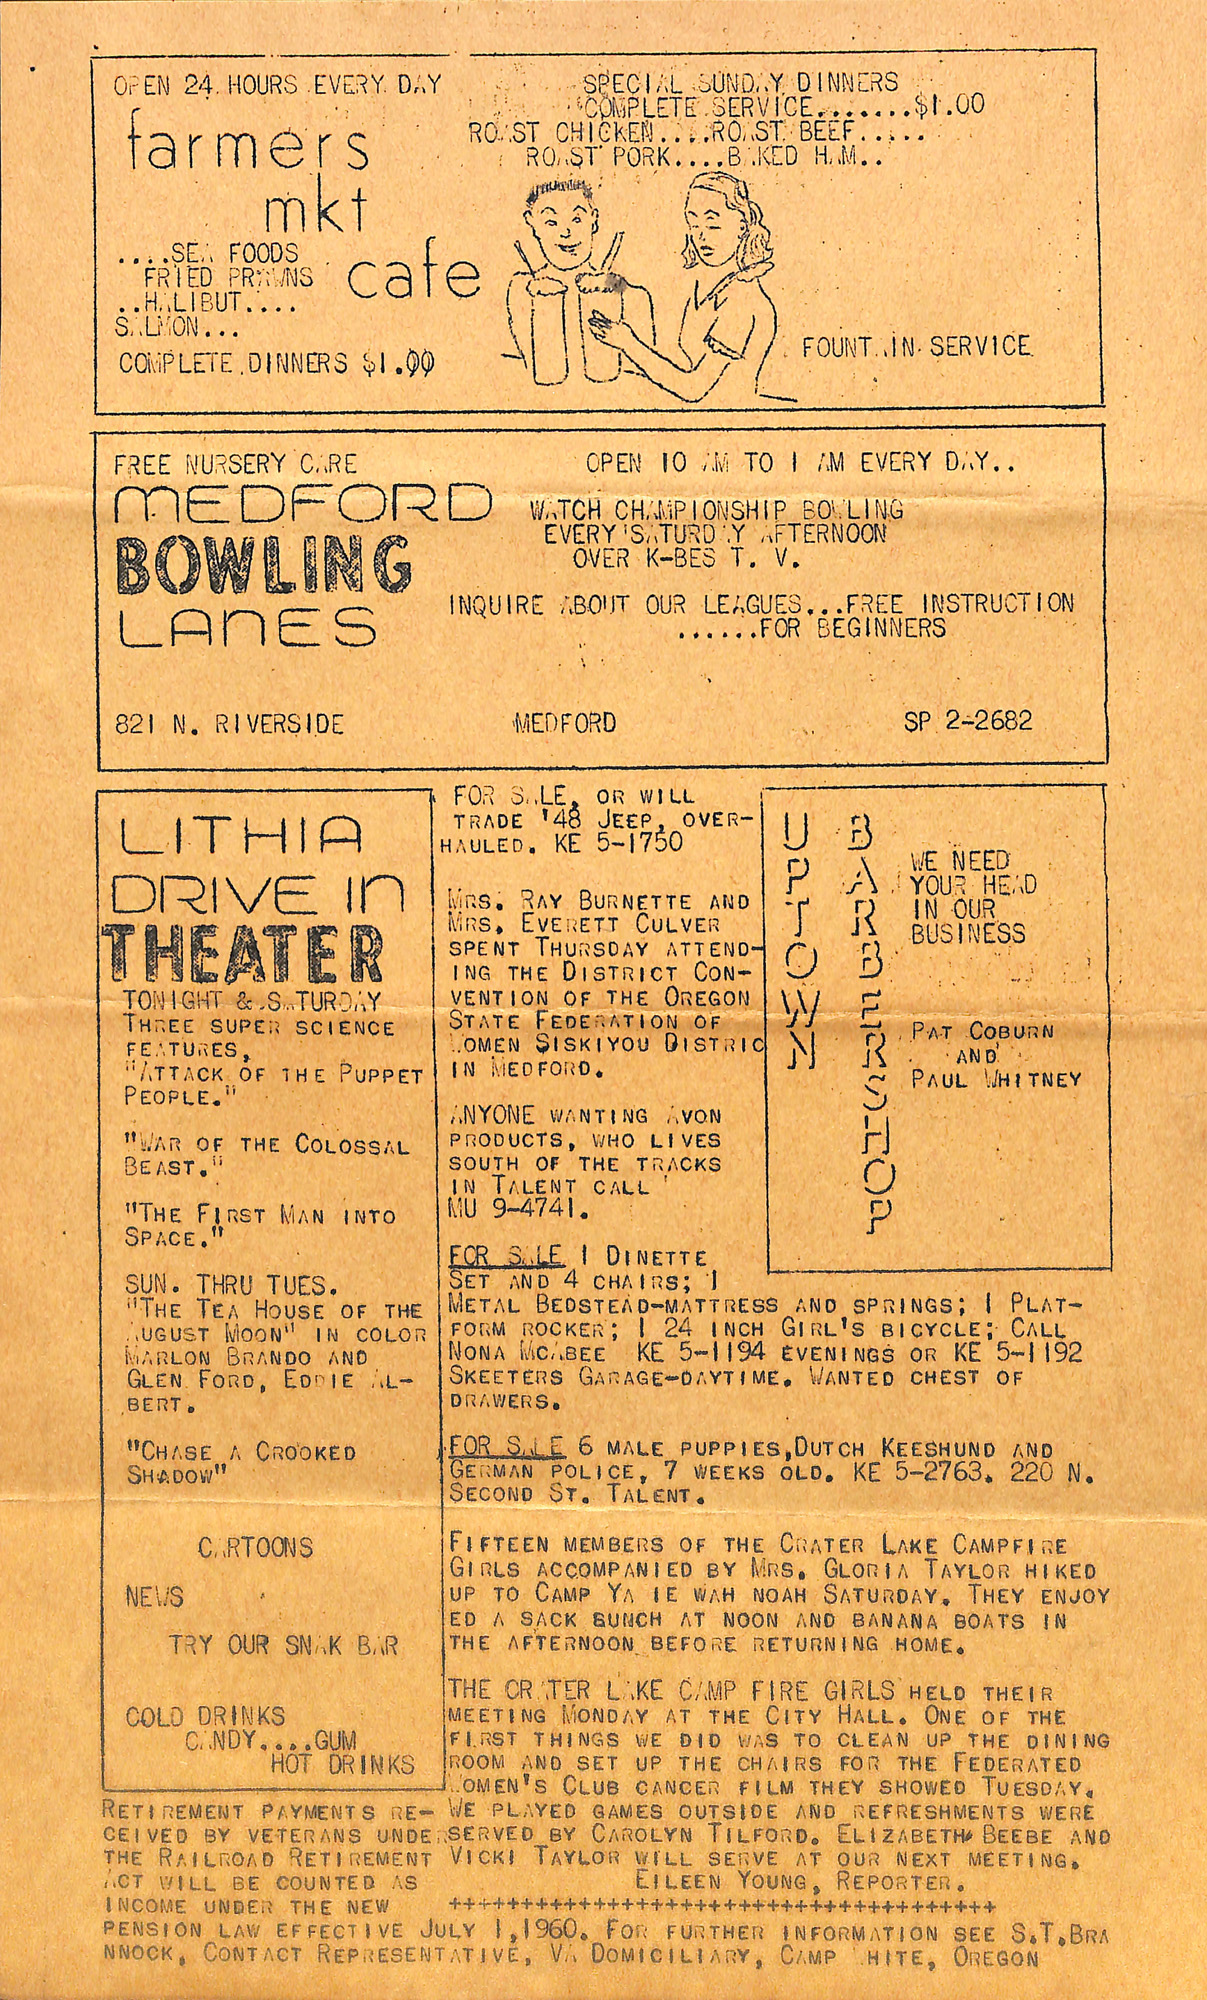 OPEN 24 HOURS EVERY DAY
farmers
mkt
cafe
....SEA FOODS
FRIED PRAWNS
..HALIBUT....
SALMON...
COMPLETE DINNERS $1.00
SPECIAL SUNDAY DINNERS
COMPLETE SERVICE.......$1.00
ROAST CHICKEN....ROAST BEEF.....
ROAST PORK....BAKED HAM..
FOUNTAIN SERVICE
FREE NURSERY CARE
MEDFORD
BOWLING
LANES
OPEN 10 AM TO 1 AM EVERY DAY..
WATCH CHAMPIONSHIP BOWLING
EVERY SATURDAY AFTERNOON
OVER K-BES T. V.
INQUIRE ABOUT OUR LEAGUES...FREE INSTRUCTION
......FOR BEGINNERS
821 N. RIVERSIDE MEDFORD SP 2-2682
LITHIA
DRIVE IN
THEATER
TONIGHT & SATURDAY
THREE SUPER SCIENCE
FEATURES,
"ATTACK OF THE PUPPET
PEOPLE."
"WAR OF THE COLOSSAL
BEAST."
"THE FIRST MAN INTO
SPACE."
SUN. THRU TUES.
"THE TEA HOUSE OF THE
AUGUST MOON" IN COLOR
MARLON BRANDO AND
GLEN FORD, EDDIE AL-
BERT.
"CHASE A CROOKED
SHADOW"
CARTOONS
NEWS
TRY OUR SNAK BAR
COLD DRINKS
CANDY....GUM
HOT DRINKS
FOR SALE, OR WILL
TRADE '48 JEEP, OVER-
HAULED. KE 5-1750
MRS. RAY BURNETTE AND
MRS. EVERETT CULVER
SPENT THURSDAY ATTEND-
ING THE DISTRICT CON-
VENTION OF THE OREGON
STATE FEDERATION OF
WOMEN SISKIYOU DISTRIC
IN MEDFORD.
ANYONE WANTING AVON
PRODUCTS, WHO LIVES
SOUTH OF THE TRACKS
IN TALENT CALL
MU 9-4741.
UPTOWN
BARBERSHOP
WE NEED
YOUR HEAD
IN OUR
BUSINESS
PAT COBURN
AND
PAUL WHITNEY
FOR SALE 1 DINETTE
SET AND 4 CHAIRS; 1
METAL BEDSTEAD-MATTRESS AND SPRINGS; 1 PLAT-
FORM ROCKER; 1 24 INCH GIRL'S BICYCLE; CALL
NONA MCABEE KE 5-1194 EVENINGS OR KE 5-1192
SKEETERS GARAGE-DAYTIME. WANTED CHEST OF
DRAWERS.
FOR SALE 6 MALE PUPPIES, DUTCH KEESHUND AND
GERMAN POLICE, 7 WEEKS OLD. KE 5-2763. 220 N.
SECOND ST. TALENT.
FIFTEEN MEMBERS OF THE CRATER LAKE CAMPFIRE
GIRLS ACCOMPANIED BY MRS. GLORIA TAYLOR HIKED
UP TO CAMP YA IE WAH NOAH SATURDAY. THEY ENJOY
ED A SACK BUNCH AT NOON AND BANANA BOATS IN
THE AFTERNOON BEFORE RETURNING HOME.
THE CRATER LAKE CAMP FIRE GIRLS HELD THEIR
MEETING MONDAY AT THE CITY HALL. ONE OF THE
FIRST THINGS WE DID WAS TO CLEAN UP THE DINING
ROOM AND SET UP THE CHAIRS FOR THE FEDERATED
WOMEN'S CLUB CANCER FILM THEY SHOWED TUESDAY.
WE PLAYED GAMES OUTSIDE AND REFRESHMENTS WERE
SERVED BY CAROLYN TILFORD. ELIZABETH BEEBE AND
VICKI TAYLOR WILL SERVE AT OUR NEXT MEETING.
EILEEN YOUNG, REPORTER.
++++++++++++++++++++++++++++++++++++++
RETIREMENT PAYMENTS RE-
CEIVED BY VETERANS UNDER
THE RAILROAD RETIREMENT
ACT WILL BE COUNTED AS
INCOME UNDER THE NEW
PENSION LAW EFFECTIVE JULY 1,1960. FOR FURTHER INFORMATION SEE S.T.BRA
NNOCK, CONTACT REPRESENTATIVE, VA DOMICILIARY, CAMP WHITE, OREGON